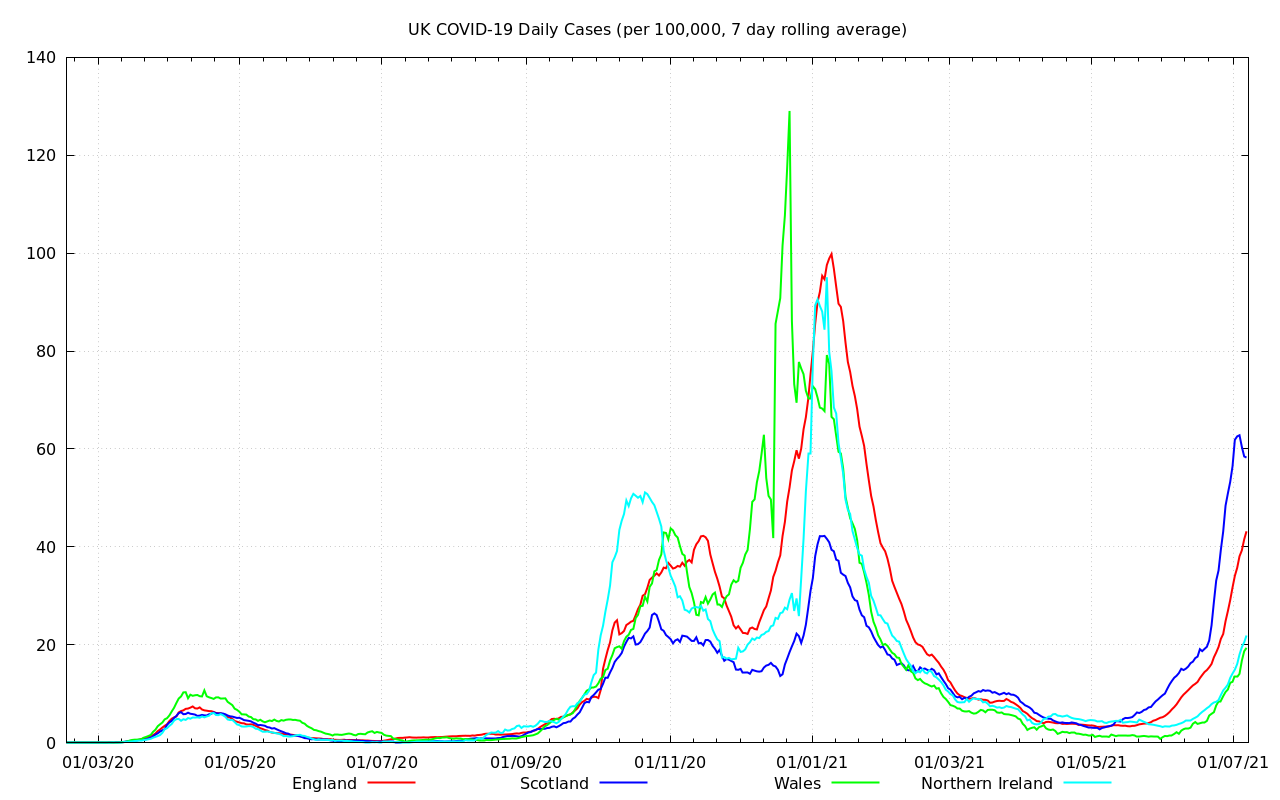 UK COVID-19 Daily Cases (per 100,000, 7 day rolling average)
140
120
100
80
60
40
20
0
01/03/20 01/05/20 01/07/20 01/09/20 01/11/20 01/01/21 01/03/21 01/05/21 01/07/21
England Scotland Wales Northern Ireland